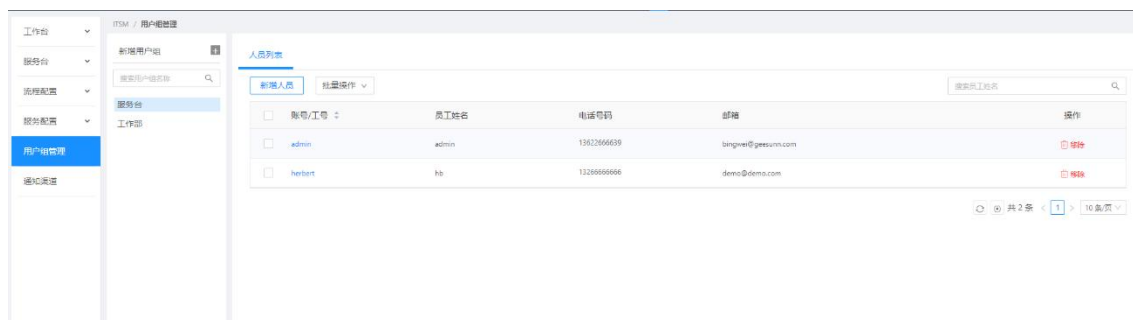 ITSM / 用户组管理
工作台
服务台
流程配置
服务配置
用户组管理
通知渠道
新增用户组
搜索用户组名称
服务台
工作部
人员列表
新增人员 批量操作
搜索员工姓名
账号/工号 员工姓名 电话号码 邮箱 操作
admin admin 13622666639 bingwei@geesunn.com 移除
herbert hb 13266666666 demo@demo.com 移除
共 2 条 < 1 > 10 条/页